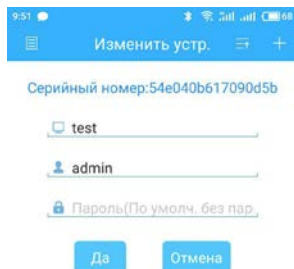 9:51 68
Изменить устр.
Серийный номер:54e040b617090d5b
test
admin
Пароль(По умолч. без пар
Да Отмена